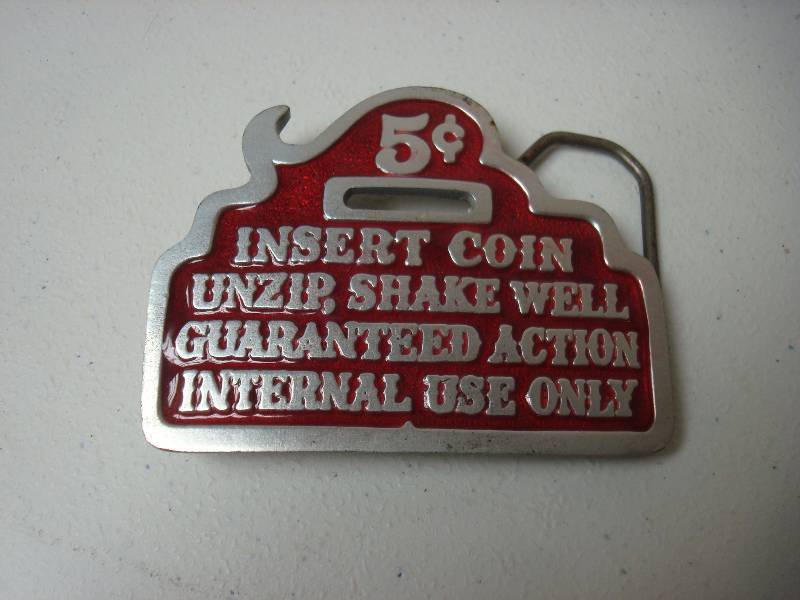 5¢
INSERT COIN
UNZIP, SHAKE WELL
GUARANTEED ACTION
INTERNAL USE ONLY